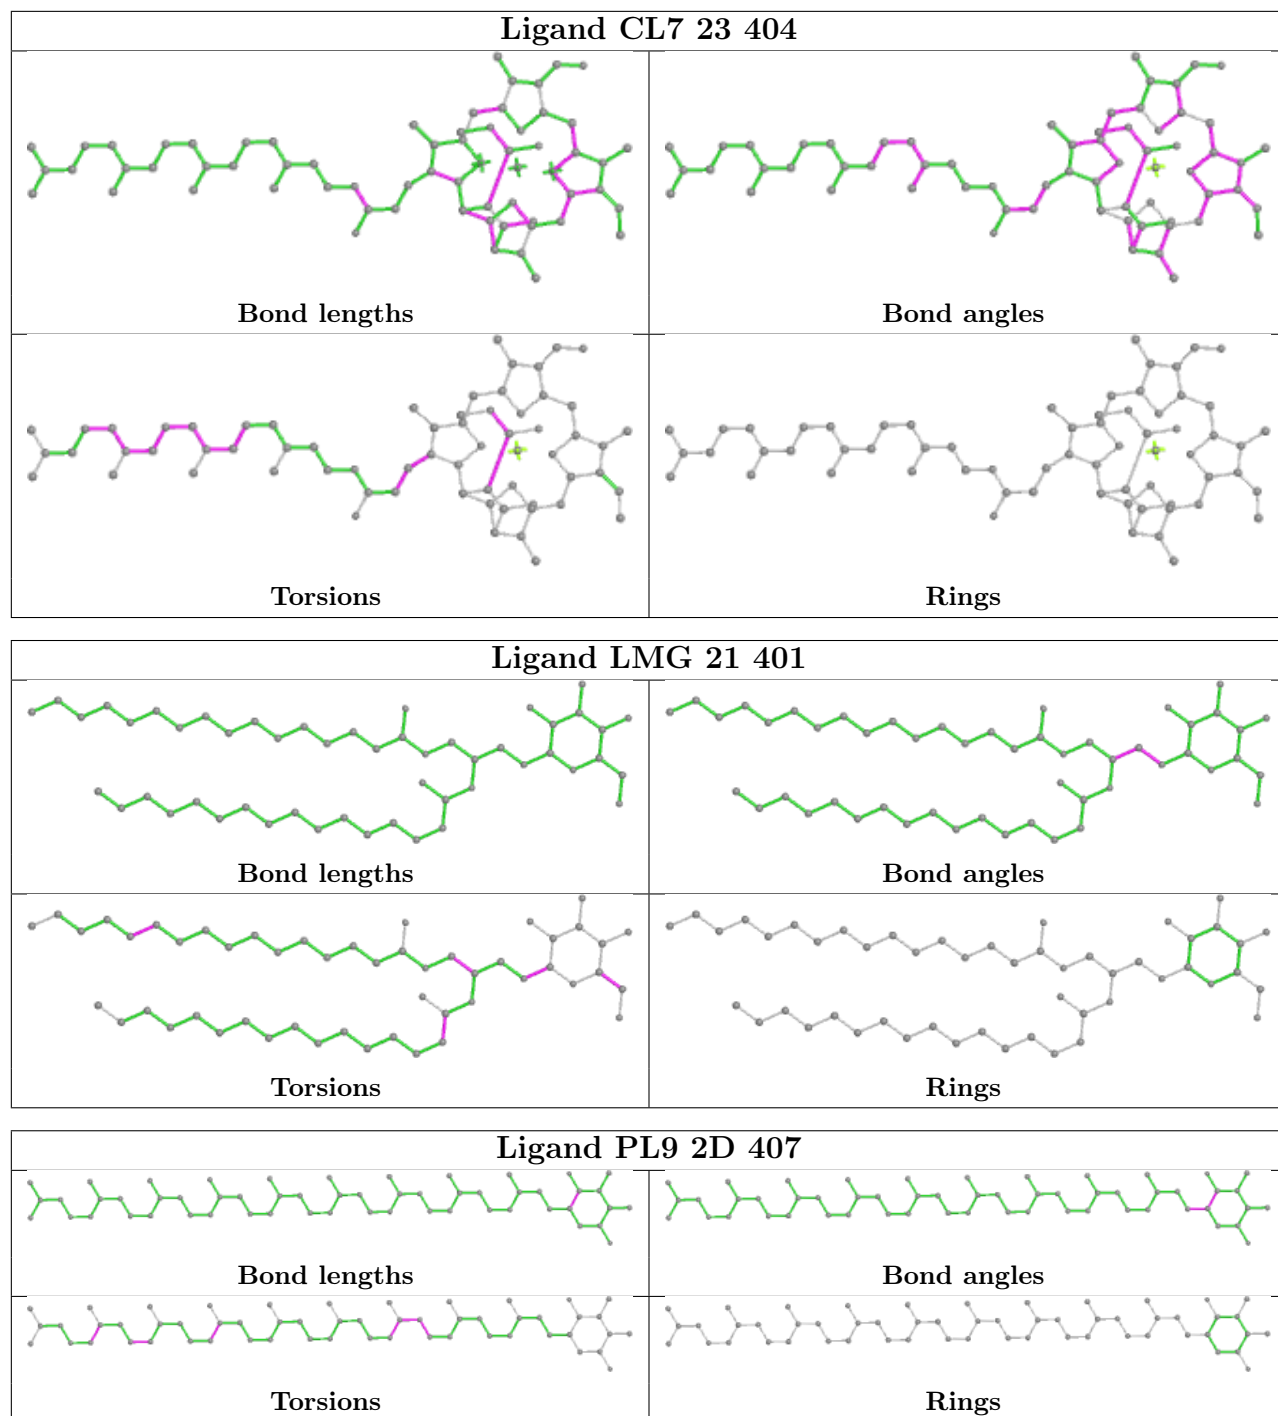 Ligand CL7 23 404
Bond lengths
Bond angles
Torsions
Rings
Ligand LMG 21 401
Bond lengths
Bond angles
Torsions
Rings
Ligand PL9 2D 407
Bond lengths
Bond angles
Torsions
Rings